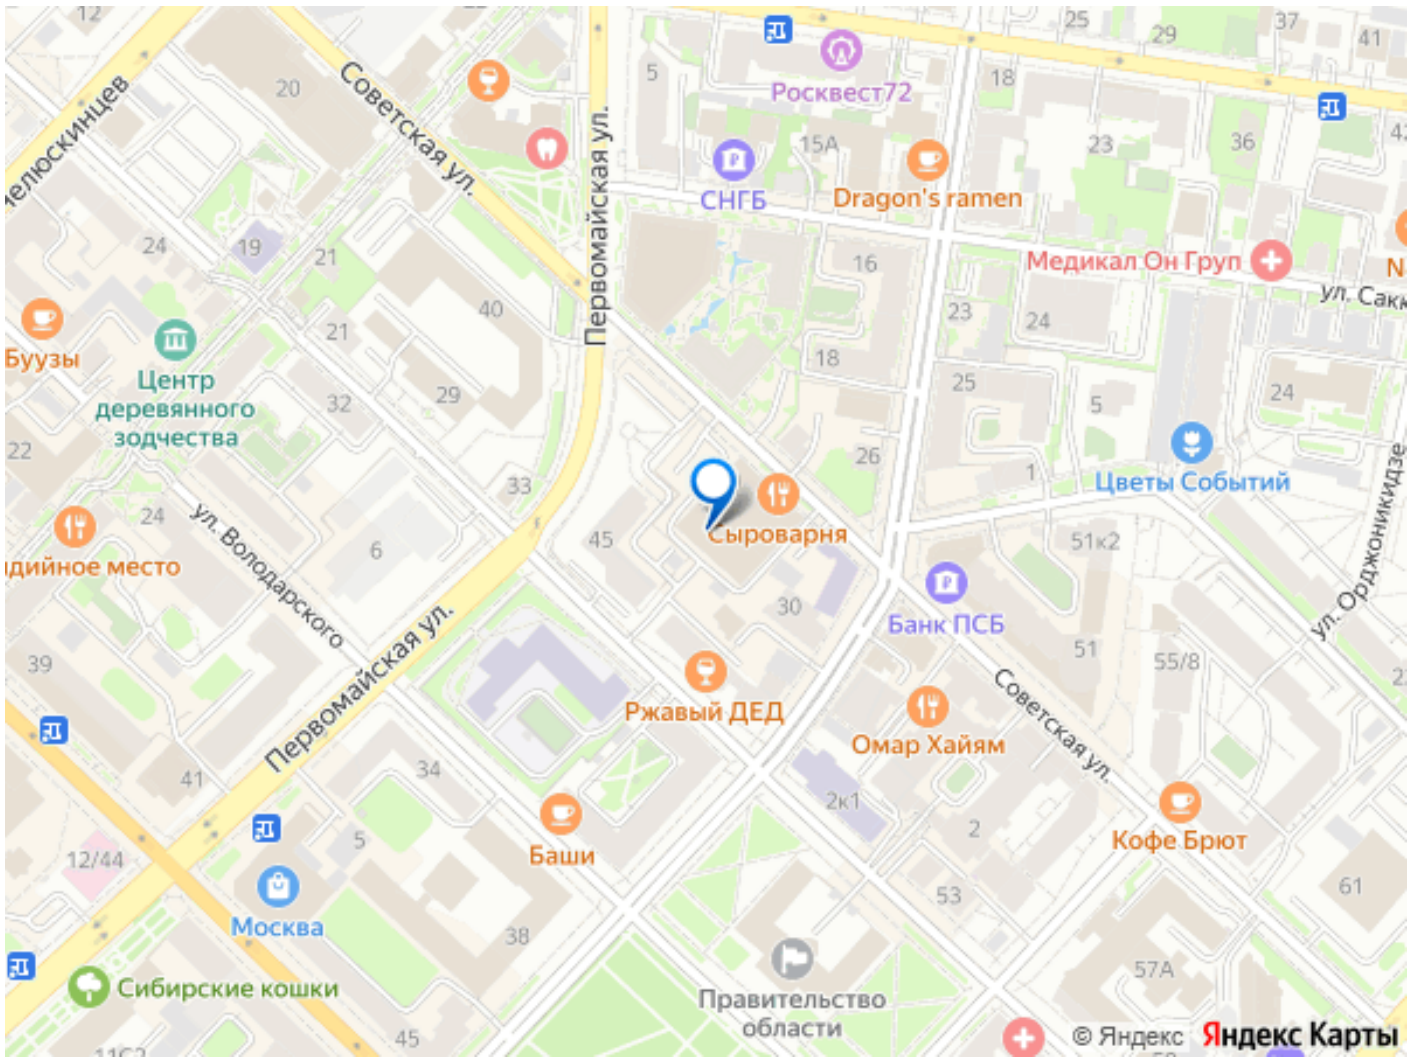 12
20
Советская ул.
5
Росквест72
25
29
37
41
18
15А
23
36
СНГБ
Dragon's ramen
Первомайская ул.
24
19
21
40
16
Медикал Он Груп
23
24
21
Буузы
Центр
деревянного
зодчества
32
29
18
25
5
24
22
33
26
1
Цветы Событий
24
ул. Володарского
6
45
Сыроварня
51к2
ул. Орджоникидзе
30
Банк ПСБ
51
55/8
39
Первомайская ул.
Ржавый ДЕД
Омар Хайям
Советская ул.
41
34
2к1
2
12/44
5
Баши
Кофе Брют
Москва
53
61
38
57А
Сибирские кошки
Правительство
области
45
© Яндекс
Яндекс Карты